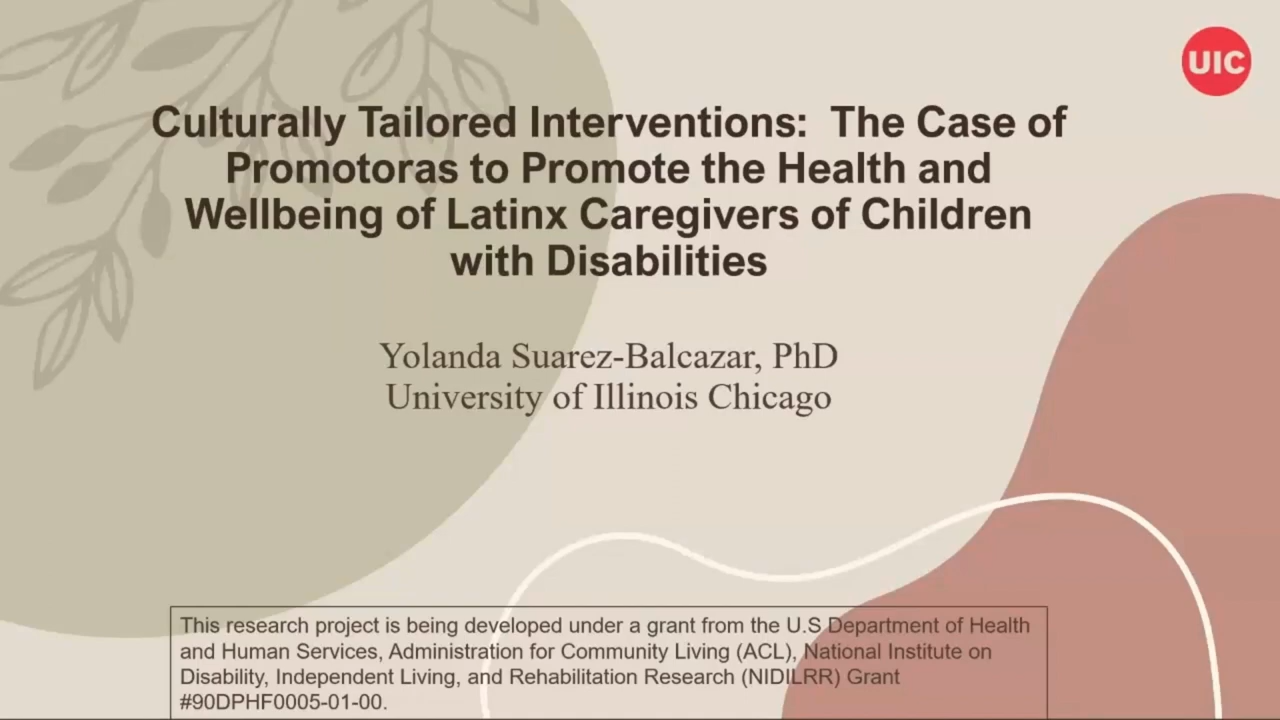 UIC
Culturally Tailored Interventions: The Case of
Promotoras to Promote the Health and
Wellbeing of Latinx Caregivers of Children
with Disabilities
Yolanda Suarez-Balcazar, PhD
University of Illinois Chicago
This research project is being developed under a grant from the U.S Department of Health
and Human Services, Administration for Community Living (ACL), National Institute on
Disability, Independent Living, and Rehabilitation Research (NIDILRR) Grant
#90DPHF0005-01-00.